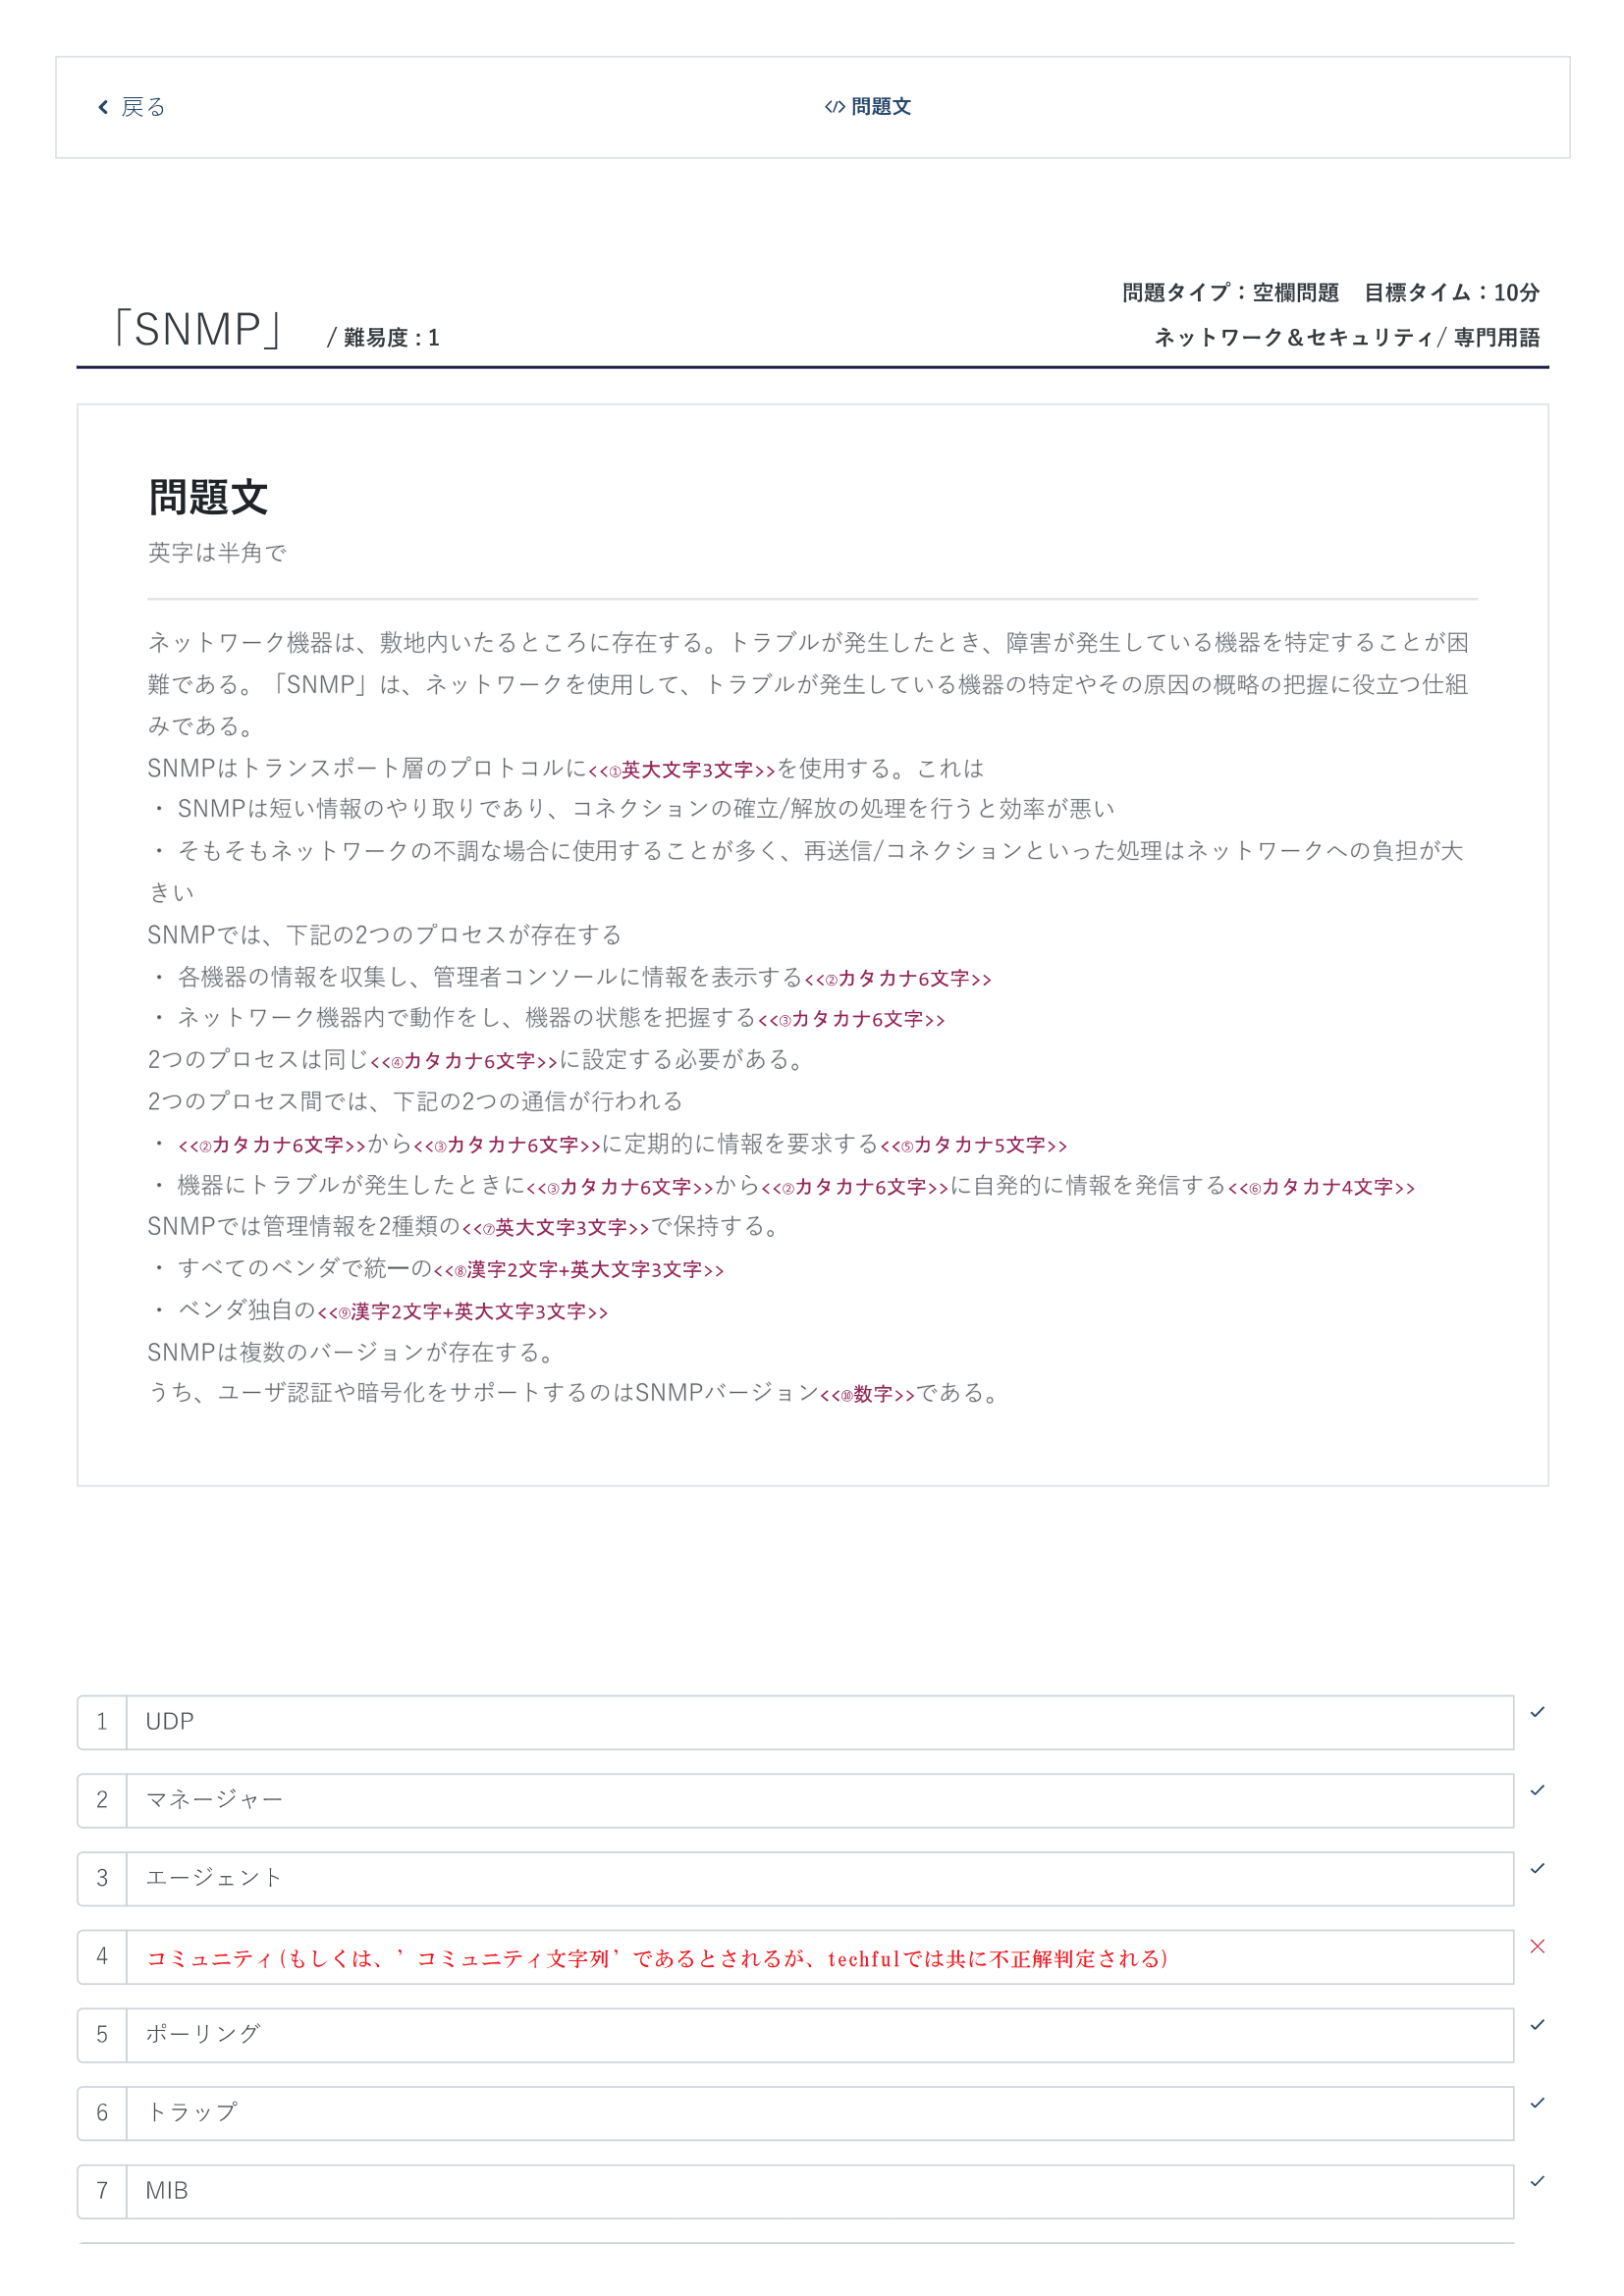 戻る
</> 問題文
問題タイプ：空欄問題　目標タイム：10分
「SNMP」 / 難易度 : 1
ネットワーク＆セキュリティ/ 専門用語
問題文
英字は半角で
ネットワーク機器は、敷地内いたるところに存在する。トラブルが発生したとき、障害が発生している機器を特定することが困
難である。「SNMP」は、ネットワークを使用して、トラブルが発生している機器の特定やその原因の概略の把握に役立つ仕組
みである。
SNMPはトランスポート層のプロトコルに<<①英大文字3文字>>を使用する。これは
・ SNMPは短い情報のやり取りであり、コネクションの確立/解放の処理を行うと効率が悪い
・ そもそもネットワークの不調な場合に使用することが多く、再送信/コネクションといった処理はネットワークへの負担が大
きい
SNMPでは、下記の2つのプロセスが存在する
・ 各機器の情報を収集し、管理者コンソールに情報を表示する<<②カタカナ6文字>>
・ ネットワーク機器内で動作をし、機器の状態を把握する<<③カタカナ6文字>>
2つのプロセスは同じ<<④カタカナ6文字>>に設定する必要がある。
2つのプロセス間では、下記の2つの通信が行われる
・ <<②カタカナ6文字>>から<<③カタカナ6文字>>に定期的に情報を要求する<<⑤カタカナ5文字>>
・ 機器にトラブルが発生したときに<<③カタカナ6文字>>から<<②カタカナ6文字>>に自発的に情報を発信する<<⑥カタカナ4文字>>
SNMPでは管理情報を2種類の<<⑦英大文字3文字>>で保持する。
・ すべてのベンダで統一の<<⑧漢字2文字+英大文字3文字>>
・ ベンダ独自の<<⑨漢字2文字+英大文字3文字>>
SNMPは複数のバージョンが存在する。
うち、ユーザ認証や暗号化をサポートするのはSNMPバージョン<<⑩数字>>である。
1 UDP
2 マネージャー
3 エージェント
4 コミュニティ(もしくは、’コミュニティ文字列’であるとされるが、techfulでは共に不正解判定される)
5 ポーリング
6 トラップ
7 MIB